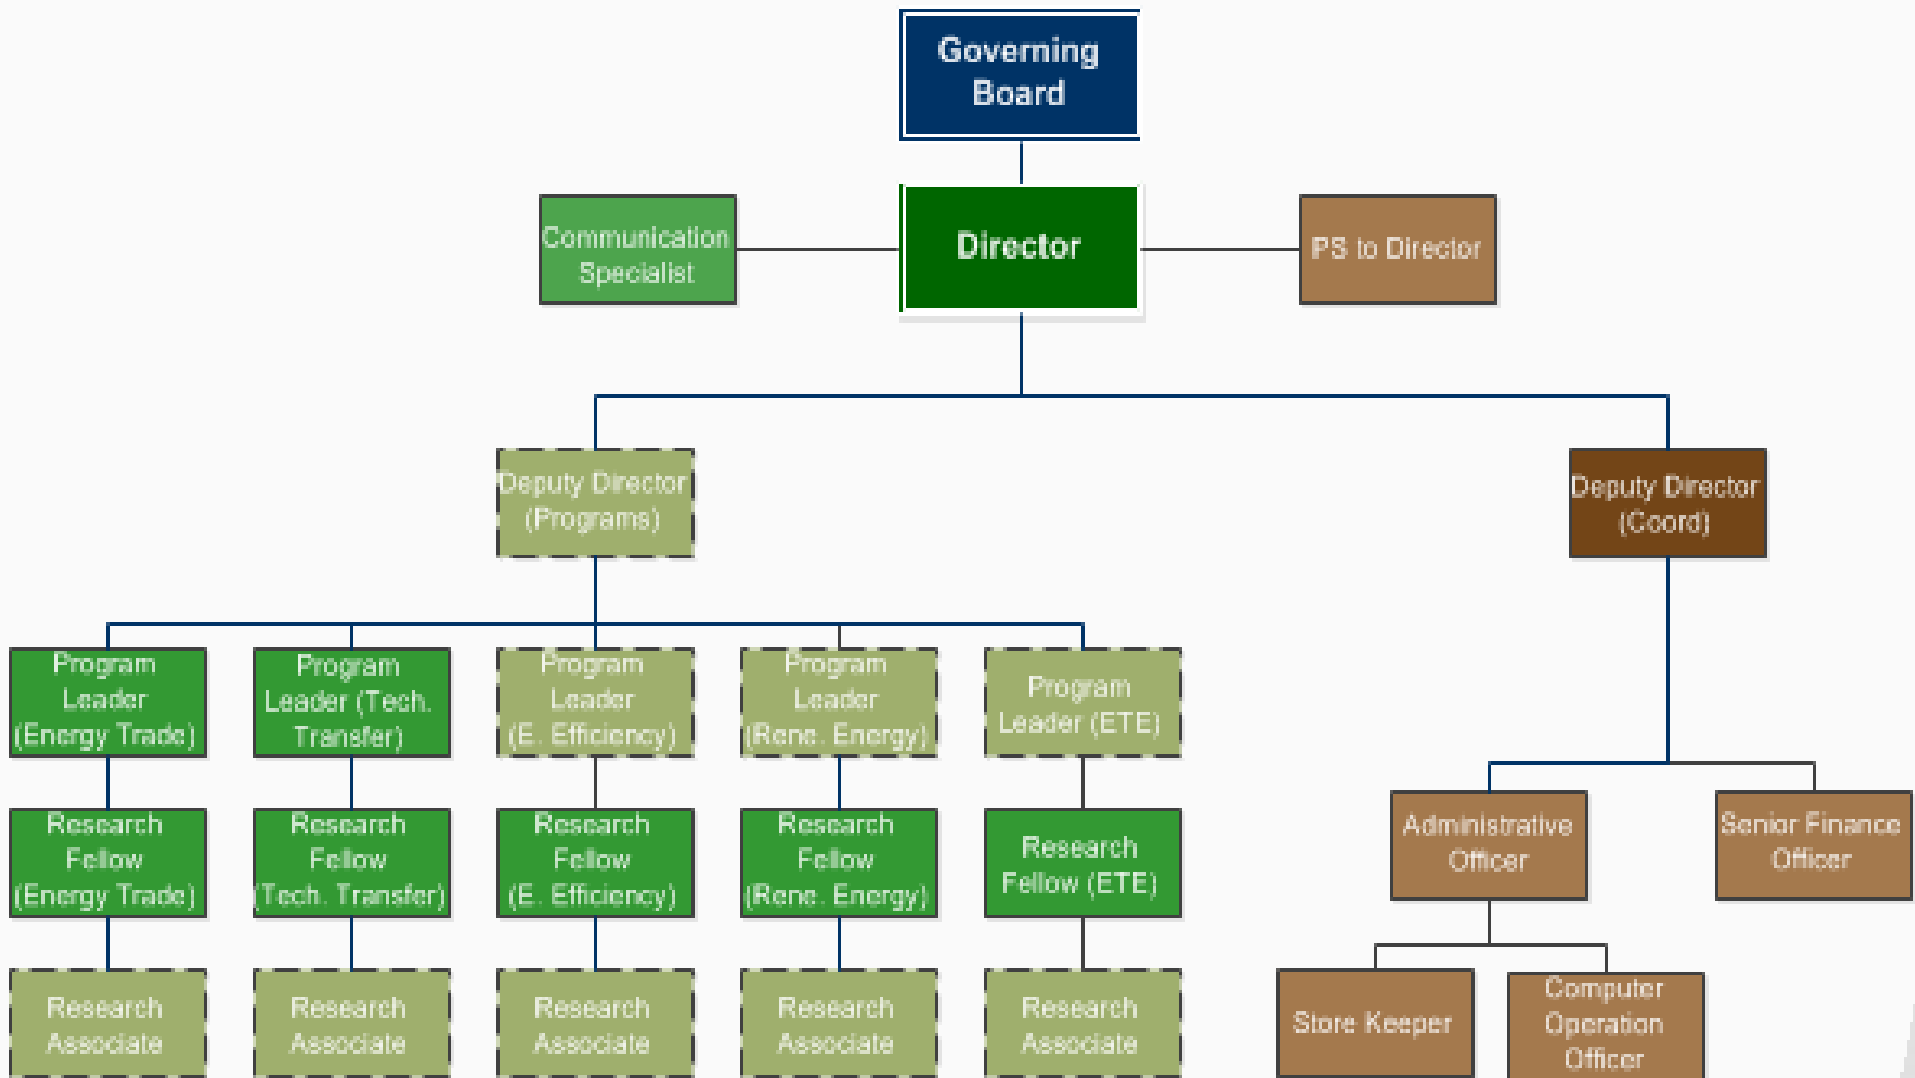 Governing
Board
Communication
Specialist
Director
PS to Director
Deputy Director
(Programs)
Deputy Director
(Coord)
Program
Leader
(Energy Trade)
Program
Leader (Tech.
Transfer)
Program
Leader
(E. Efficiency)
Program
Leader
(Rene. Energy)
Program
Leader (ETE)
Research
Fellow
(Energy Trade)
Research
Fellow
(Tech. Transfer)
Research
Fellow
(E. Efficiency)
Research
Fellow
(Rene. Energy)
Research
Fellow (ETE)
Administrative
Officer
Senior Finance
Officer
Research
Associate
Research
Associate
Research
Associate
Research
Associate
Research
Associate
Store Keeper
Computer
Operation
Officer